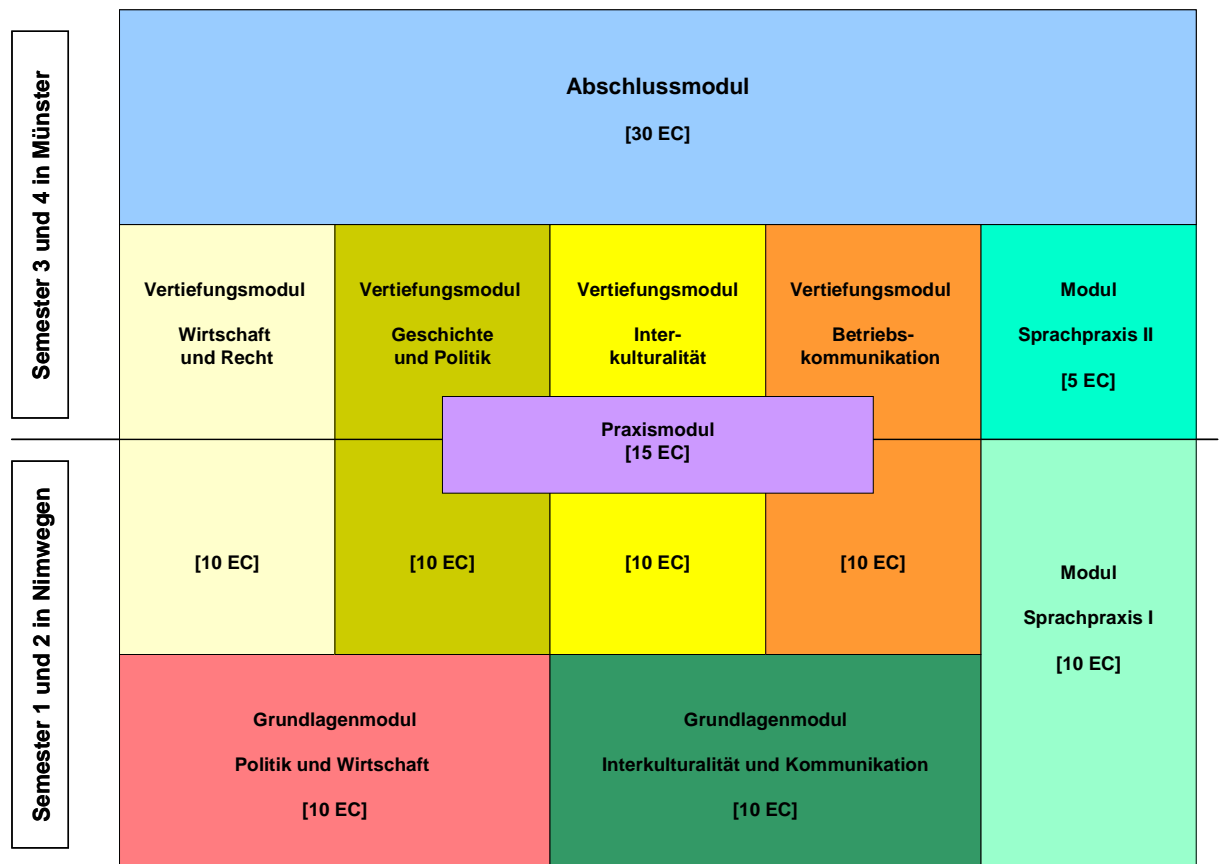 Semester 3 und 4 in Münster
Abschlussmodul
[30 EC]
Vertiefungsmodul
Wirtschaft
und Recht
Vertiefungsmodul
Geschichte
und Politik
Vertiefungsmodul
Inter-
kulturalität
Vertiefungsmodul
Betriebs-
kommunikation
Modul
Sprachpraxis II
[5 EC]
Praxismodul
[15 EC]
Semester 1 und 2 in Nimwegen
[10 EC]
[10 EC]
[10 EC]
[10 EC]
Modul
Sprachpraxis I
[10 EC]
Grundlagenmodul
Politik und Wirtschaft
[10 EC]
Grundlagenmodul
Interkulturalität und Kommunikation
[10 EC]